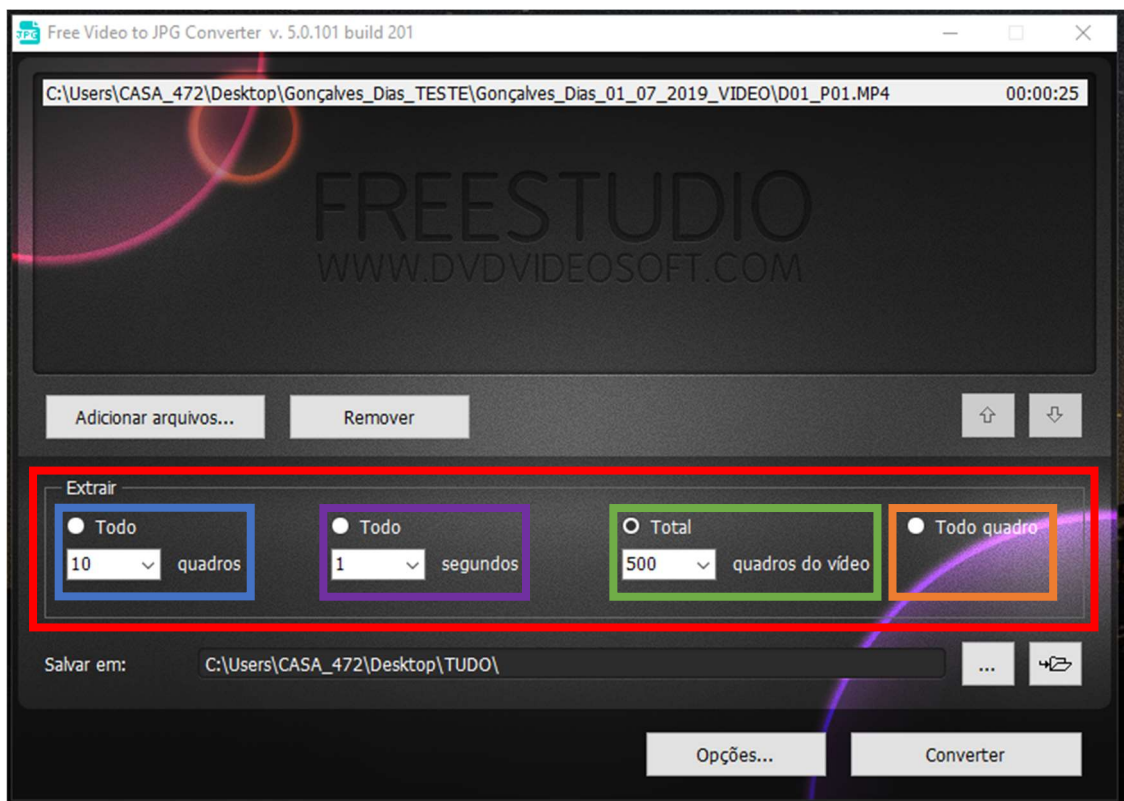 JPG Free Video to JPG Converter v. 5.0.101 build 201
C:\Users\CASA_472\Desktop\Gonçalves_Dias_TESTE\Gonçalves_Dias_01_07_2019_VIDEO\D01_P01.MP4 00:00:25
FREESTUDIO
WWW.DVDVIDEOSOFT.COM
Adicionar arquivos... Remover
Extrair
Todo Todo Total Todo quadro
10 quadros 1 segundos 500 quadros do vídeo
Salvar em: C:\Users\CASA_472\Desktop\TUDO\ ...
Opções... Converter